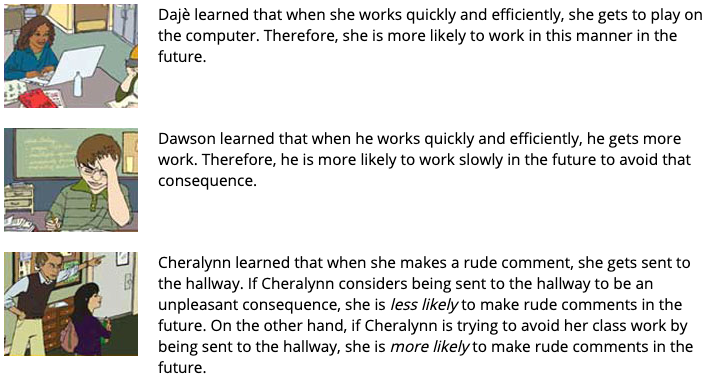 Dajè learned that when she works quickly and efficiently, she gets to play on
the computer. Therefore, she is more likely to work in this manner in the
future.
Dawson learned that when he works quickly and efficiently, he gets more
work. Therefore, he is more likely to work slowly in the future to avoid that
consequence.
Cheralynn learned that when she makes a rude comment, she gets sent to
the hallway. If Cheralynn considers being sent to the hallway to be an
unpleasant consequence, she is less likely to make rude comments in the
future. On the other hand, if Cheralynn is trying to avoid her class work by
being sent to the hallway, she is more likely to make rude comments in the
future.